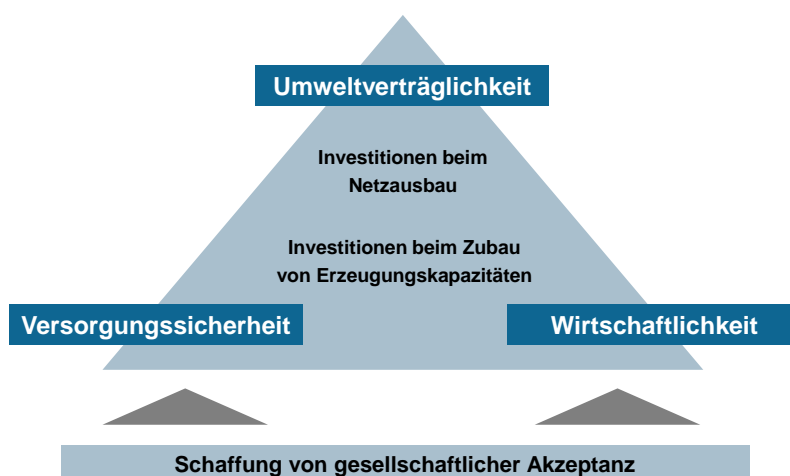 Umweltverträglichkeit
Investitionen beim
Netzausbau
Investitionen beim Zubau
von Erzeugungskapazitäten
Versorgungssicherheit
Wirtschaftlichkeit
Schaffung von gesellschaftlicher Akzeptanz